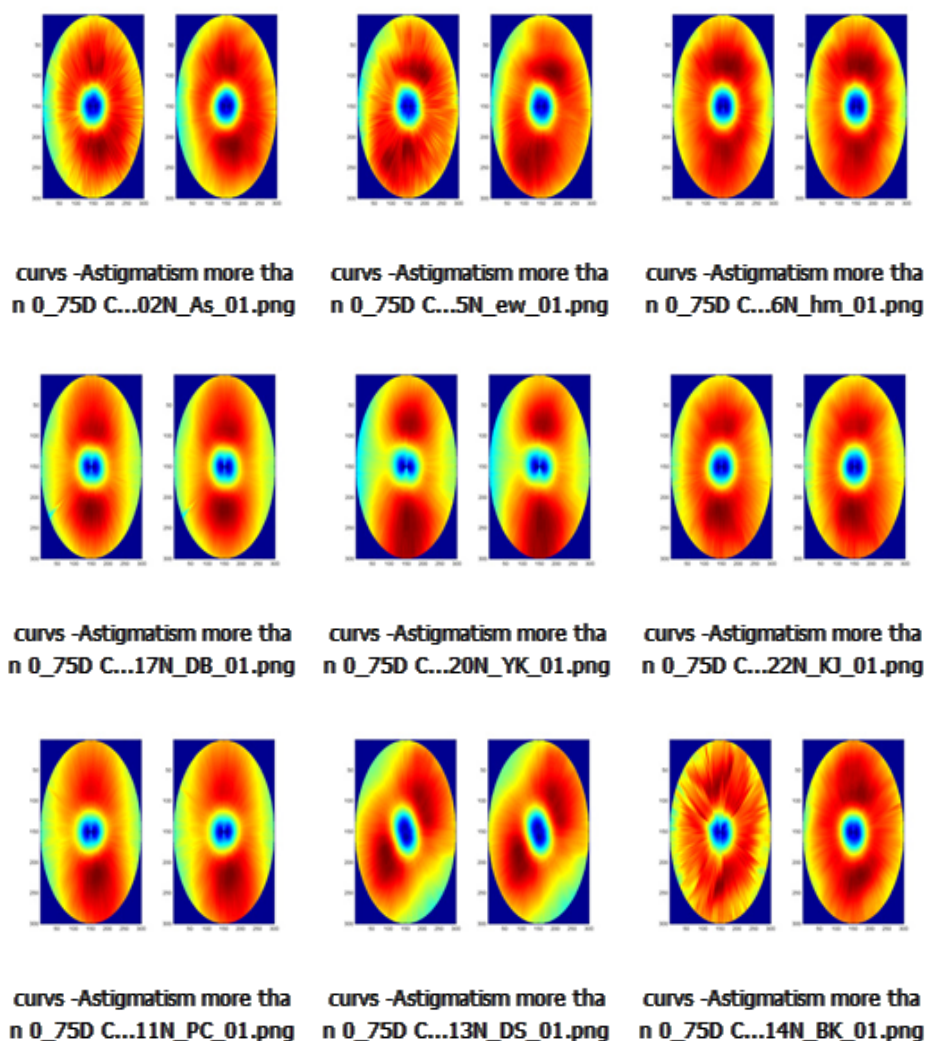 curvs -Astigmatism more tha
n 0_75D C...02N_As_01.png
curvs -Astigmatism more tha
n 0_75D C...5N_ew_01.png
curvs -Astigmatism more tha
n 0_75D C...6N_hm_01.png
curvs -Astigmatism more tha
n 0_75D C...17N_DB_01.png
curvs -Astigmatism more tha
n 0_75D C...20N_YK_01.png
curvs -Astigmatism more tha
n 0_75D C...22N_KJ_01.png
curvs -Astigmatism more tha
n 0_75D C...11N_PC_01.png
curvs -Astigmatism more tha
n 0_75D C...13N_DS_01.png
curvs -Astigmatism more tha
n 0_75D C...14N_BK_01.png